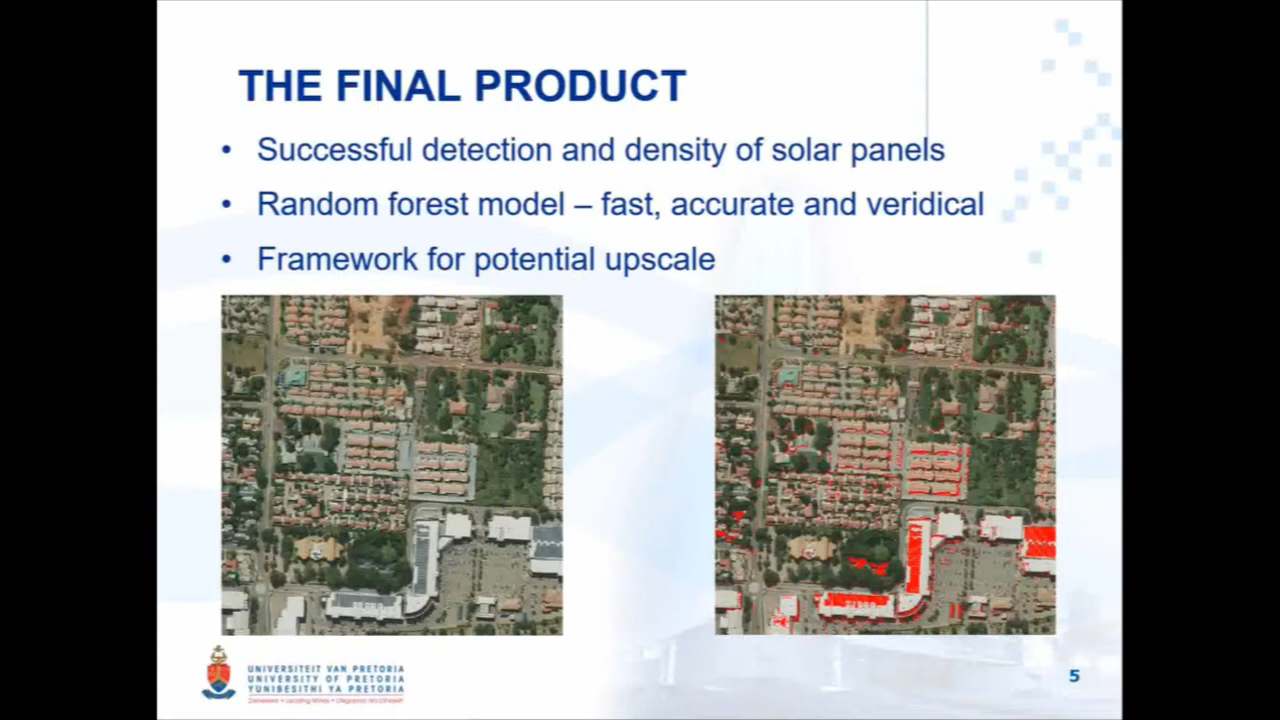 THE FINAL PRODUCT
• Successful detection and density of solar panels
• Random forest model – fast, accurate and veridical
• Framework for potential upscale
UNIVERSITEIT VAN PRETORIA
UNIVERSITY OF PRETORIA
YUNIBESITHI YA PRETORIA
5